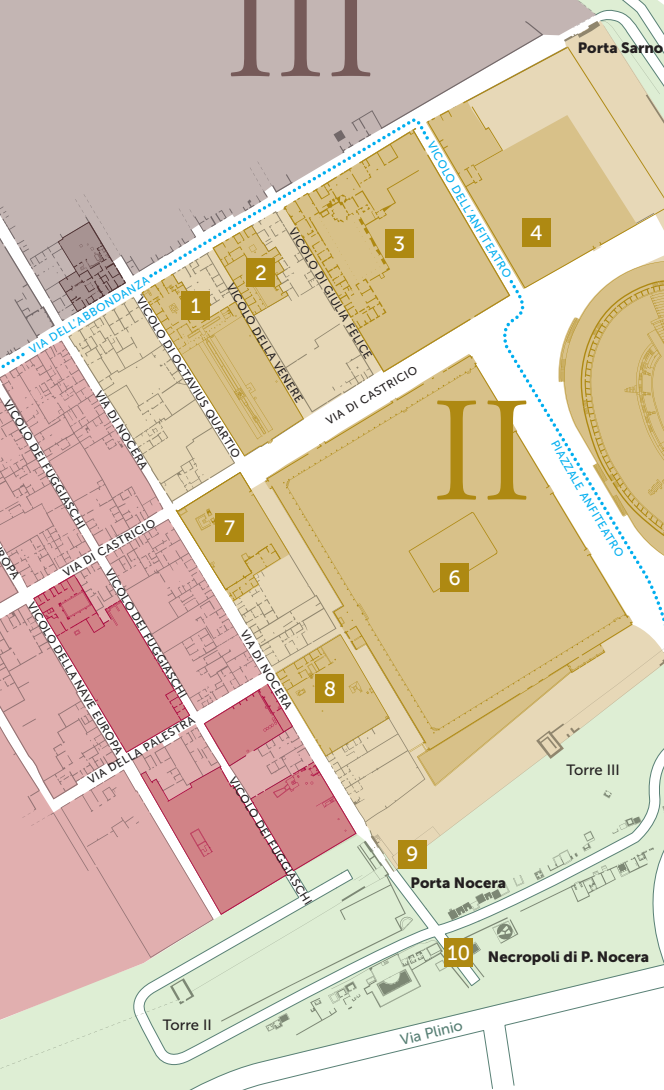 III
Porta Sarno
VICOLO DELL'ANFITEATRO
4
3
2
1
VICOLO DI GIULIA FELICE
VIA DELL'ABBONDANZA
VICOLO DELLA VENERE
VICOLO DI OCTAVIUS QUARTIO
VIA DI CASTRICIO
VIA DI NOCERA
VICOLO DEI FUGGIASCHI
II
PIAZZALE ANFITEATRO
7
VIA DI CASTRICIO
ROPA
6
VICOLO DEI FUGGIASCHI
VICOLO DELLA NAVE EUROPA
VIA DI NOCERA
8
VIA DELLA PALESTRA
Torre III
VICOLO DEI FUGGIASCHI
9
Porta Nocera
10
Necropoli di P. Nocera
Torre II
Via Plinio